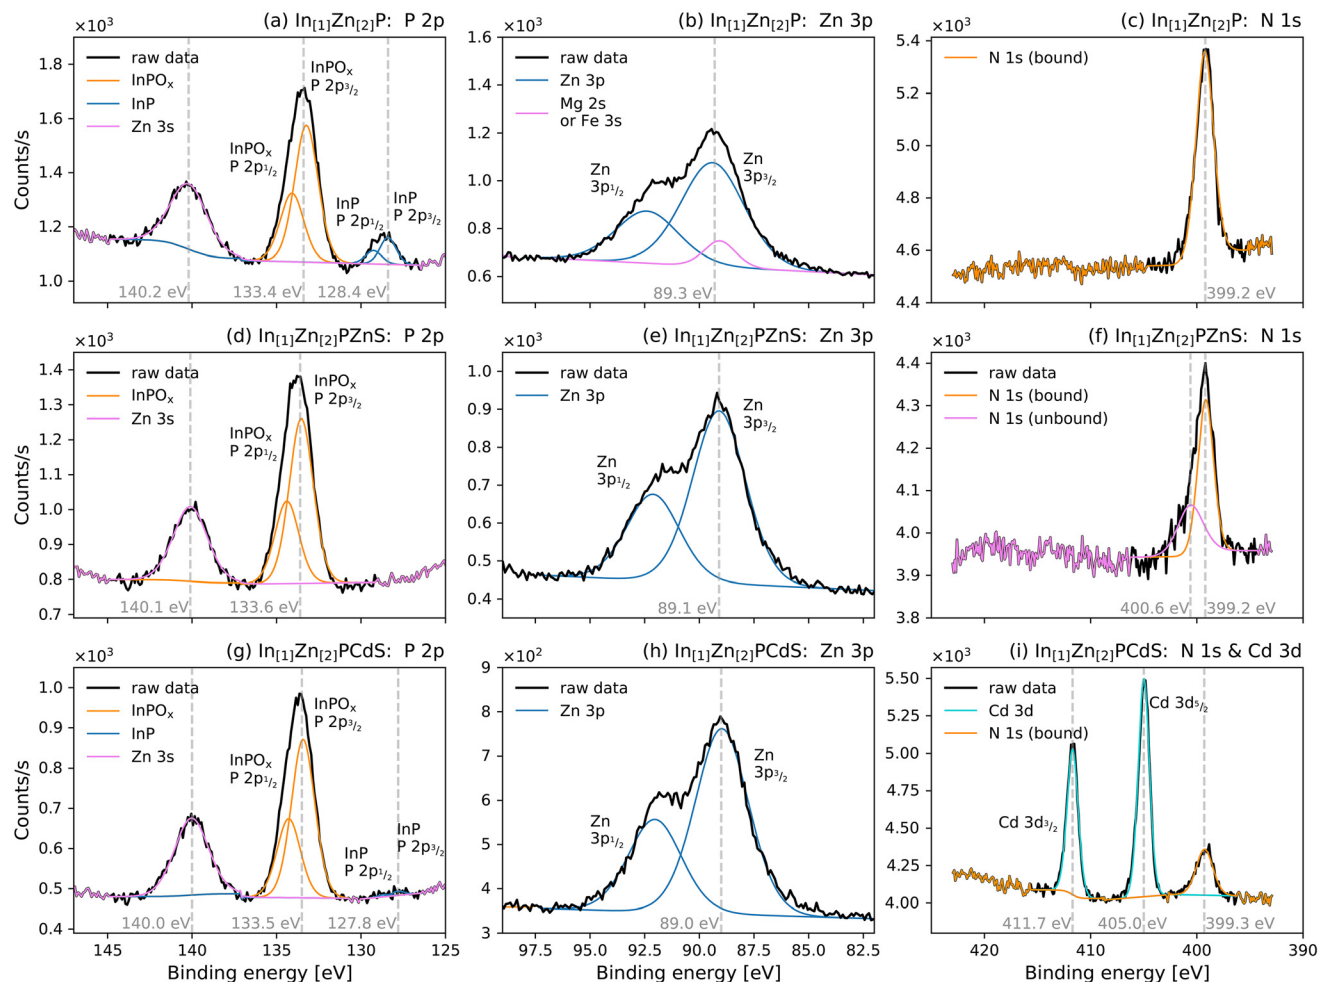 ×10³
(a) In[1]Zn[2]P: P 2p
raw data
InPOₓ
InP
Zn 3s
InPOₓ
P 2p₃/₂
InPOₓ
P 2p₁/₂
InP
P 2p₁/₂
InP
P 2p₃/₂
1.8
1.6
1.4
1.2
1.0
Counts/s
140.2 eV
133.4 eV
128.4 eV
×10³
(b) In[1]Zn[2]P: Zn 3p
raw data
Zn 3p
Mg 2s
or Fe 3s
Zn
3p₁/₂
Zn
3p₃/₂
1.6
1.4
1.2
1.0
0.8
0.6
89.3 eV
×10³
(c) In[1]Zn[2]P: N 1s
N 1s (bound)
5.4
5.2
5.0
4.8
4.6
4.4
399.2 eV
×10³
(d) In[1]Zn[2]PZnS: P 2p
raw data
InPOₓ
Zn 3s
InPOₓ
P 2p₃/₂
InPOₓ
P 2p₁/₂
1.4
1.3
1.2
1.1
1.0
0.9
0.8
0.7
Counts/s
140.1 eV
133.6 eV
×10³
(e) In[1]Zn[2]PZnS: Zn 3p
raw data
Zn 3p
Zn
3p₁/₂
Zn
3p₃/₂
1.0
0.9
0.8
0.7
0.6
0.5
0.4
89.1 eV
×10³
(f) In[1]Zn[2]PZnS: N 1s
raw data
N 1s (bound)
N 1s (unbound)
4.4
4.3
4.2
4.1
4.0
3.9
3.8
400.6 eV
399.2 eV
×10³
(g) In[1]Zn[2]PCdS: P 2p
raw data
InPOₓ
InP
Zn 3s
InPOₓ
P 2p₃/₂
InPOₓ
P 2p₁/₂
InP
P 2p₁/₂
InP
P 2p₃/₂
1.0
0.9
0.8
0.7
0.6
0.5
0.4
Counts/s
140.0 eV
133.5 eV
127.8 eV
145
140
135
130
125
Binding energy [eV]
×10²
(h) In[1]Zn[2]PCdS: Zn 3p
raw data
Zn 3p
Zn
3p₁/₂
Zn
3p₃/₂
9
8
7
6
5
4
3
89.0 eV
97.5
95.0
92.5
90.0
87.5
85.0
82.5
Binding energy [eV]
×10³
(i) In[1]Zn[2]PCdS: N 1s & Cd 3d
raw data
Cd 3d
N 1s (bound)
Cd 3d₅/₂
Cd 3d₃/₂
5.50
5.25
5.00
4.75
4.50
4.25
4.00
411.7 eV
405.0 eV
399.3 eV
420
410
400
390
Binding energy [eV]